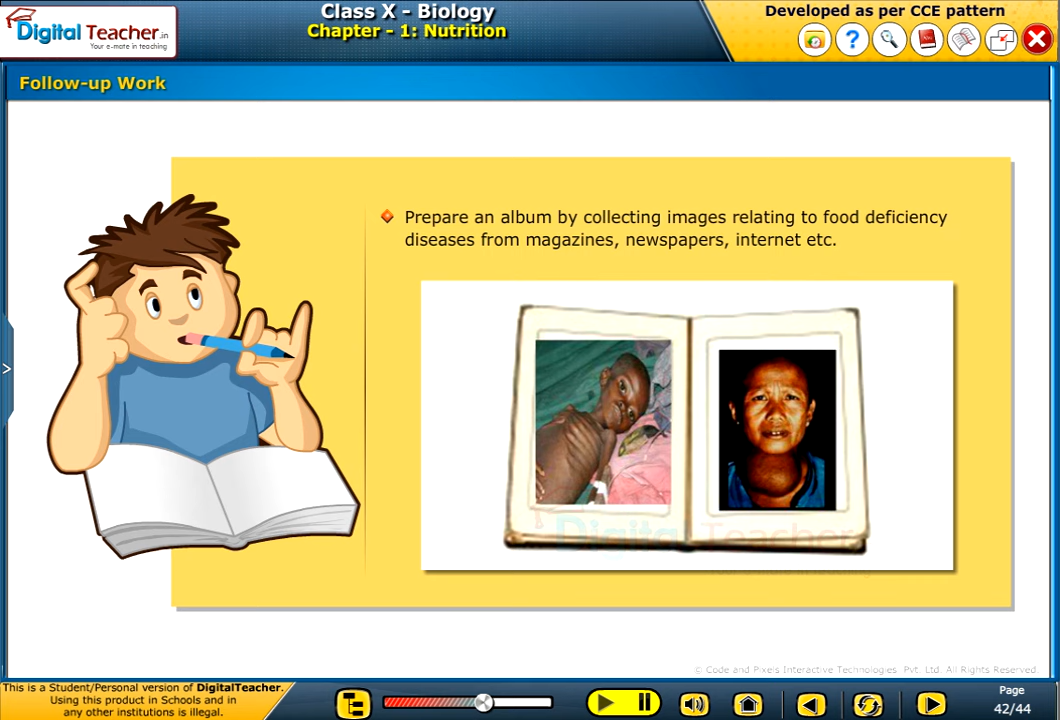 Digital Teacher.in
Your e-mate in teaching
Class X - Biology
Chapter - 1: Nutrition
Developed as per CCE pattern
?
Follow-up Work
>
Prepare an album by collecting images relating to food deficiency
diseases from magazines, newspapers, internet etc.
Digital Teacher
© Code and Pixels Interactive Technologies. Pvt. Ltd. All Rights Reserved.
This is a Student/Personal version of DigitalTeacher.
Using this product in Schools and in
any other institutions is illegal.
Page
42/44